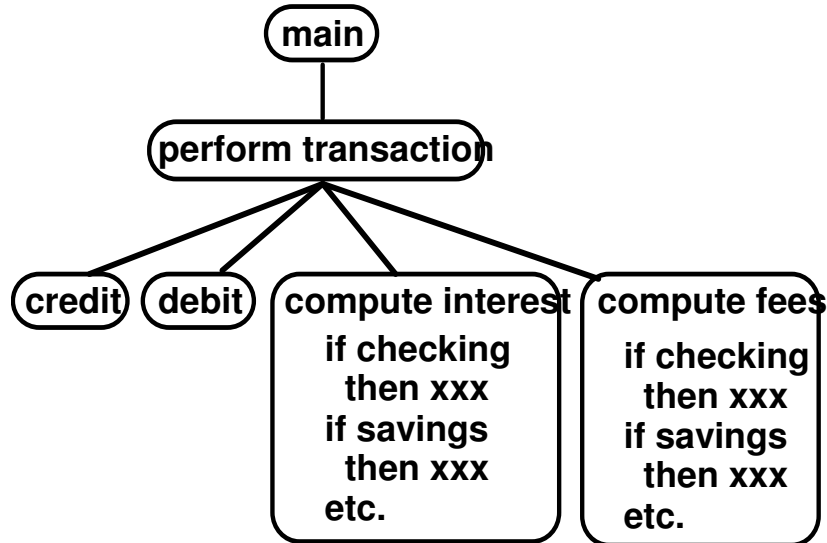 main
perform transaction
credit
debit
compute interest
if checking
then xxx
if savings
then xxx
etc.
compute fees
if checking
then xxx
if savings
then xxx
etc.